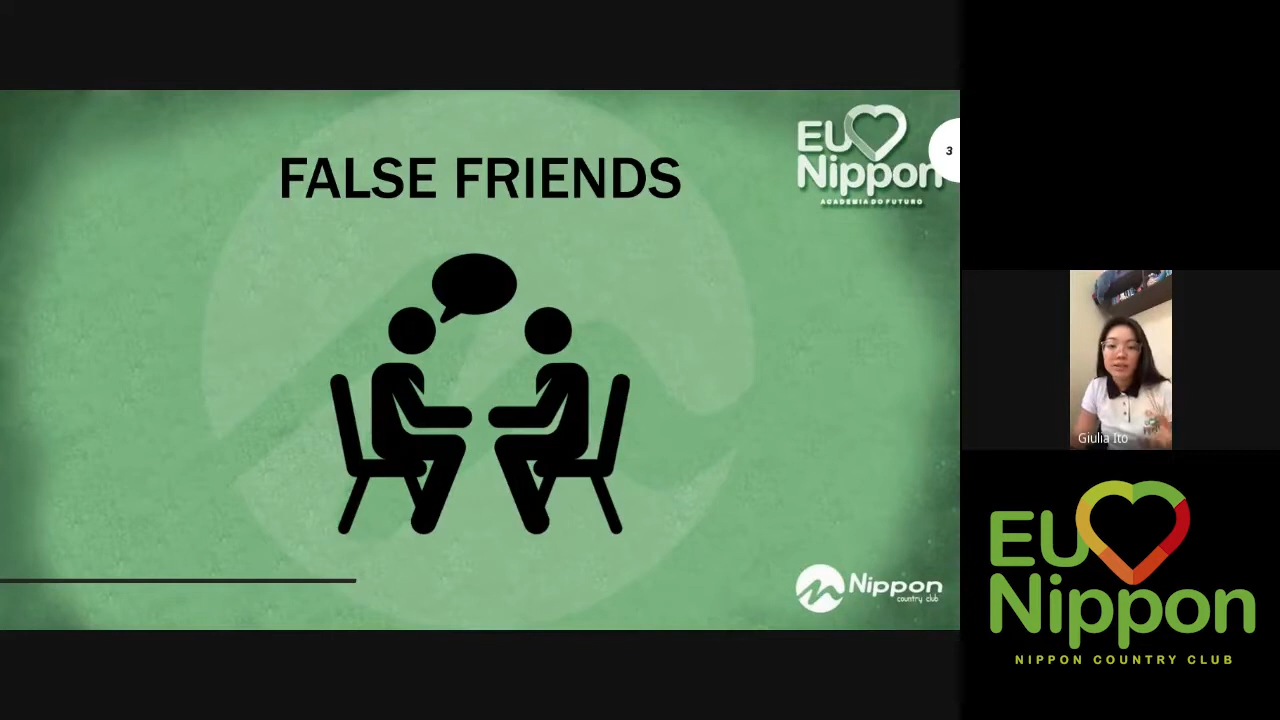 FALSE FRIENDS
EU
Nippon
ACADEMIA DO FUTURO
3
Nippon
country club
Giulia Ito
EU
Nippon
NIPPON COUNTRY CLUB